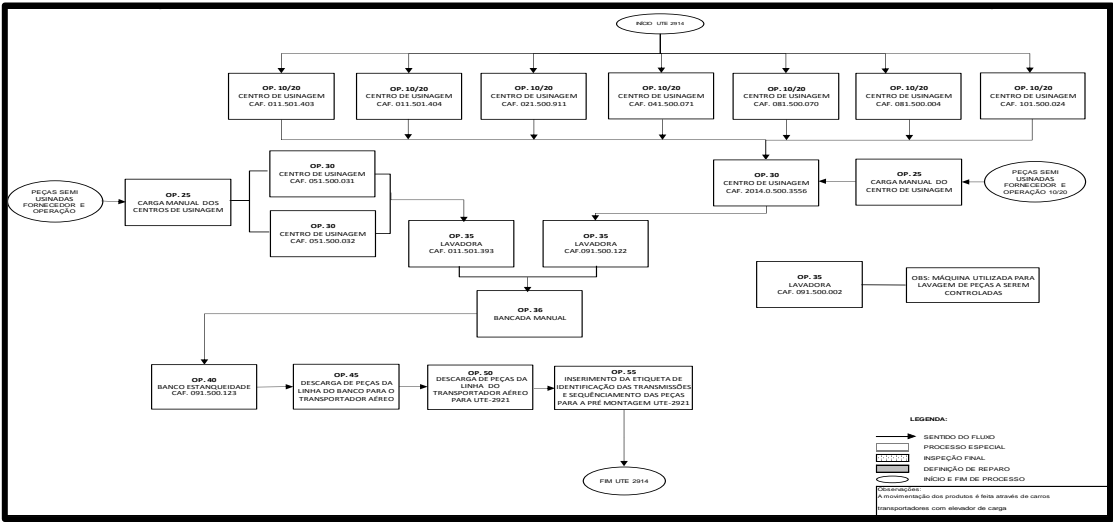 INÍCIO UTE 2914
OP. 10/20
CENTRO DE USINAGEM
CAF. 011.501.403
OP. 10/20
CENTRO DE USINAGEM
CAF. 011.501.404
OP. 10/20
CENTRO DE USINAGEM
CAF. 021.500.911
OP. 10/20
CENTRO DE USINAGEM
CAF. 041.500.071
OP. 10/20
CENTRO DE USINAGEM
CAF. 081.500.070
OP. 10/20
CENTRO DE USINAGEM
CAF. 081.500.004
OP. 10/20
CENTRO DE USINAGEM
CAF. 101.500.024
PEÇAS SEMI
USINADAS
FORNECEDOR E
OPERAÇÃO
OP. 25
CARGA MANUAL DOS
CENTROS DE USINAGEM
OP. 30
CENTRO DE USINAGEM
CAF. 051.500.031
OP. 30
CENTRO DE USINAGEM
CAF. 051.500.032
OP. 30
CENTRO DE USINAGEM
CAF. 2014.0.500.3556
OP. 25
CARGA MANUAL DO
CENTRO DE USINAGEM
PEÇAS SEMI
USINADAS
FORNECEDOR E
OPERAÇÃO 10/20
OP. 35
LAVADORA
CAF. 011.501.393
OP. 35
LAVADORA
CAF.091.500.122
OP. 35
LAVADORA
CAF. 091.500.002
OBS: MÁQUINA UTILIZADA PARA
LAVAGEM DE PEÇAS A SEREM
CONTROLADAS
OP. 36
BANCADA MANUAL
OP. 40
BANCO ESTANQUEIDADE
CAF. 091.500.123
OP. 45
DESCARGA DE PEÇAS DA
LINHA DO BANCO PARA O
TRANSPORTADOR AÉREO
OP. 50
DESCARGA DE PEÇAS DA
LINHA DO
TRANSPORTADOR AÉREO
PARA UTE-2921
OP. 55
INSERIMENTO DA ETIQUETA DE
IDENTIFICAÇÃO DAS TRANSMISSÕES
E SEQUÊNCIAMENTO DAS PEÇAS
PARA A PRÉ MONTAGEM UTE-2921
FIM UTE 2914
LEGENDA:
SENTIDO DO FLUXO
PROCESSO ESPECIAL
INSPEÇÃO FINAL
DEFINIÇÃO DE REPARO
INÍCIO E FIM DE PROCESSO
Observações:
A movimentação dos produtos é feita através de carros
transportadores com elevador de carga